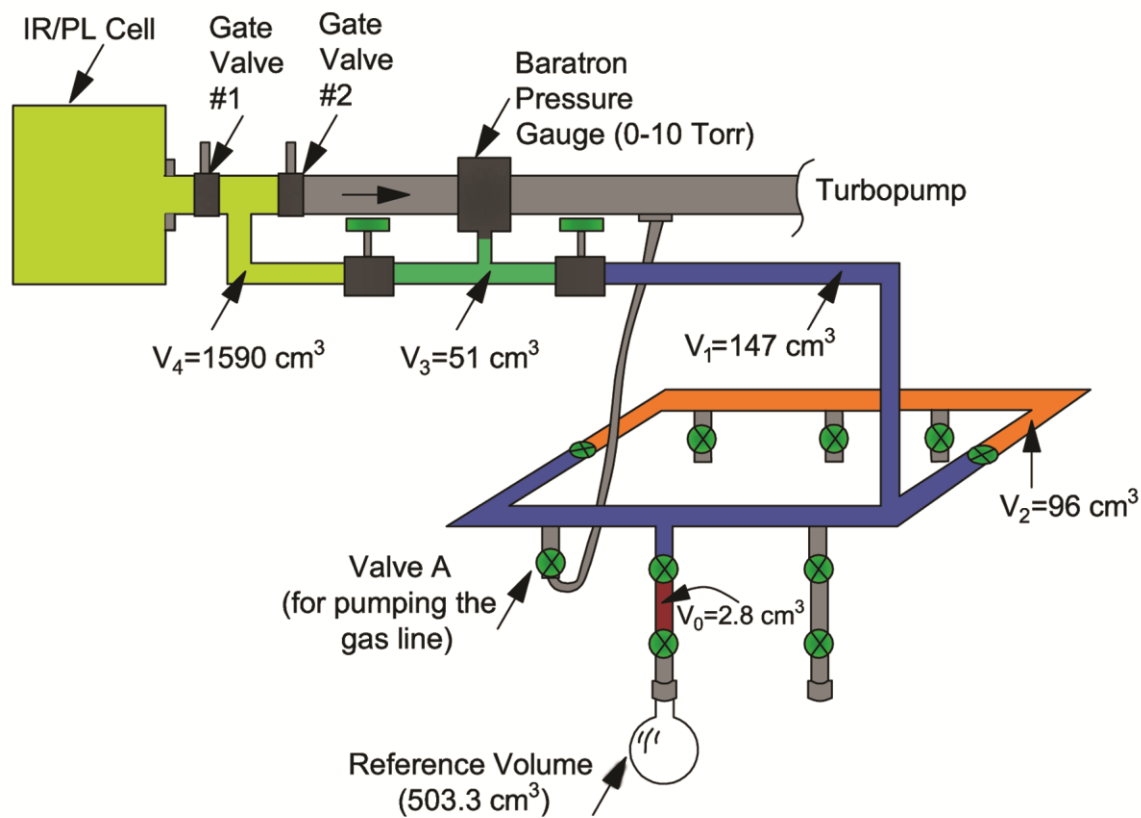 IR/PL Cell
Gate
Valve
#1
Gate
Valve
#2
Baratron
Pressure
Gauge (0-10 Torr)
Turbopump
V₄=1590 cm³
V₃=51 cm³
V₁=147 cm³
V₂=96 cm³
Valve A
(for pumping the
gas line)
V₀=2.8 cm³
Reference Volume
(503.3 cm³)